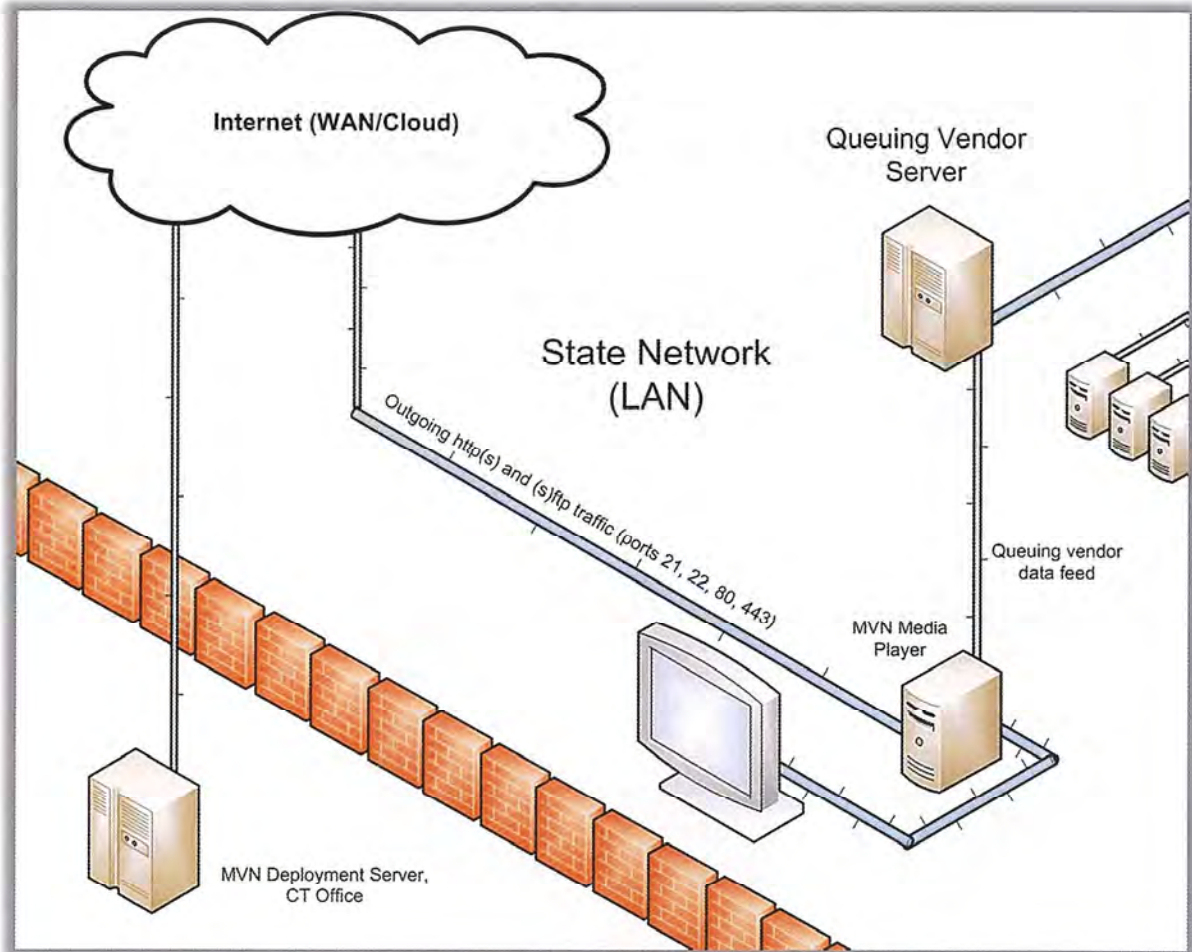 Internet (WAN/Cloud)
Queuing Vendor
Server
State Network
(LAN)
Outgoing http(s) and (s)ftp traffic (ports 21, 22, 80, 443)
Queuing vendor
data feed
MVN Media
Player
MVN Deployment Server,
CT Office